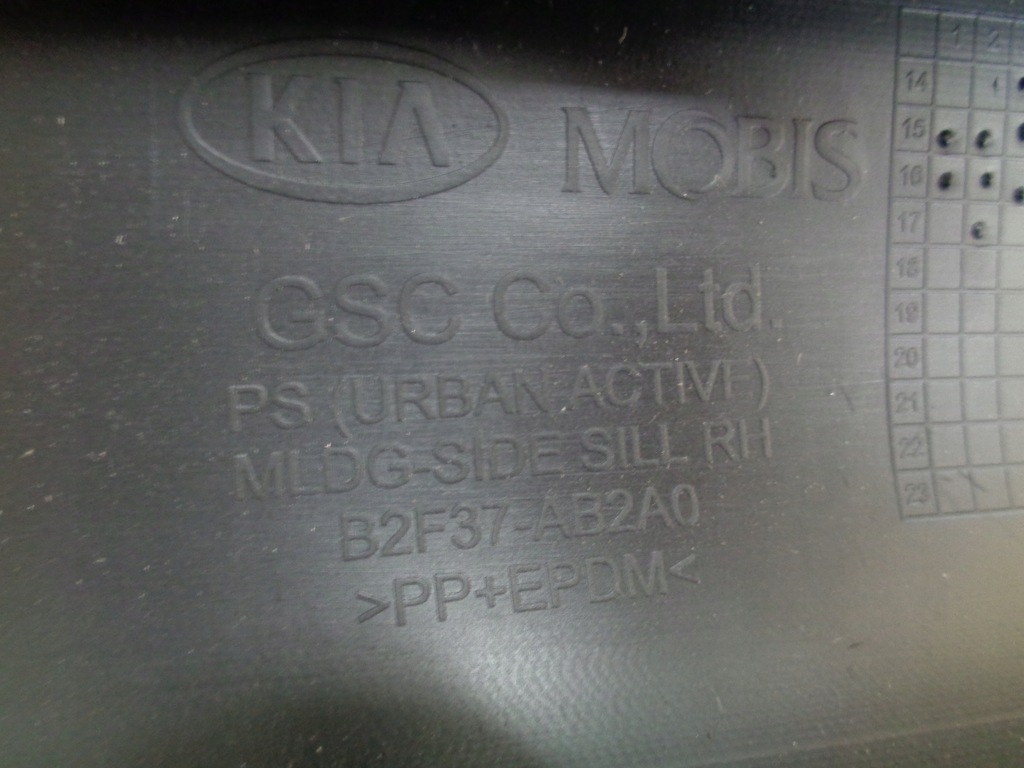 KIA MOBIS
GSC Co.,Ltd.
PS (URBAN ACTIVE)
MLDG-SIDE SILL RH
B2F37-AB2A0
>PP+EPDM<
1 2
14
15
16
17
18
19
20
21
22
23